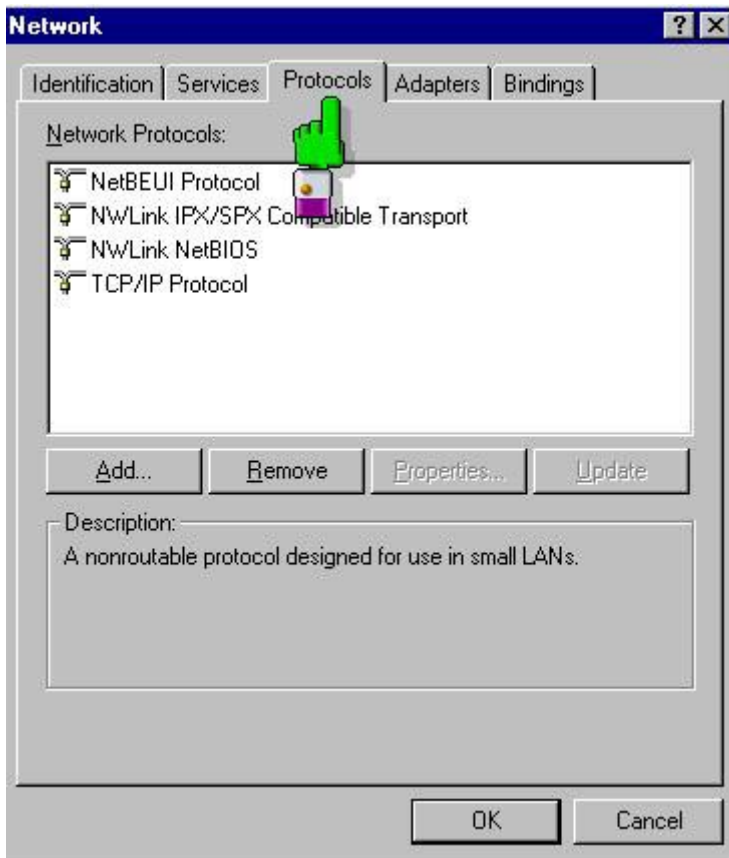 Network
Identification Services Protocols Adapters Bindings
Network Protocols:
NetBEUI Protocol
NWLink IPX/SPX Compatible Transport
NWLink NetBIOS
TCP/IP Protocol
Add... Remove Properties... Update
Description:
A nonroutable protocol designed for use in small LANs.
OK Cancel